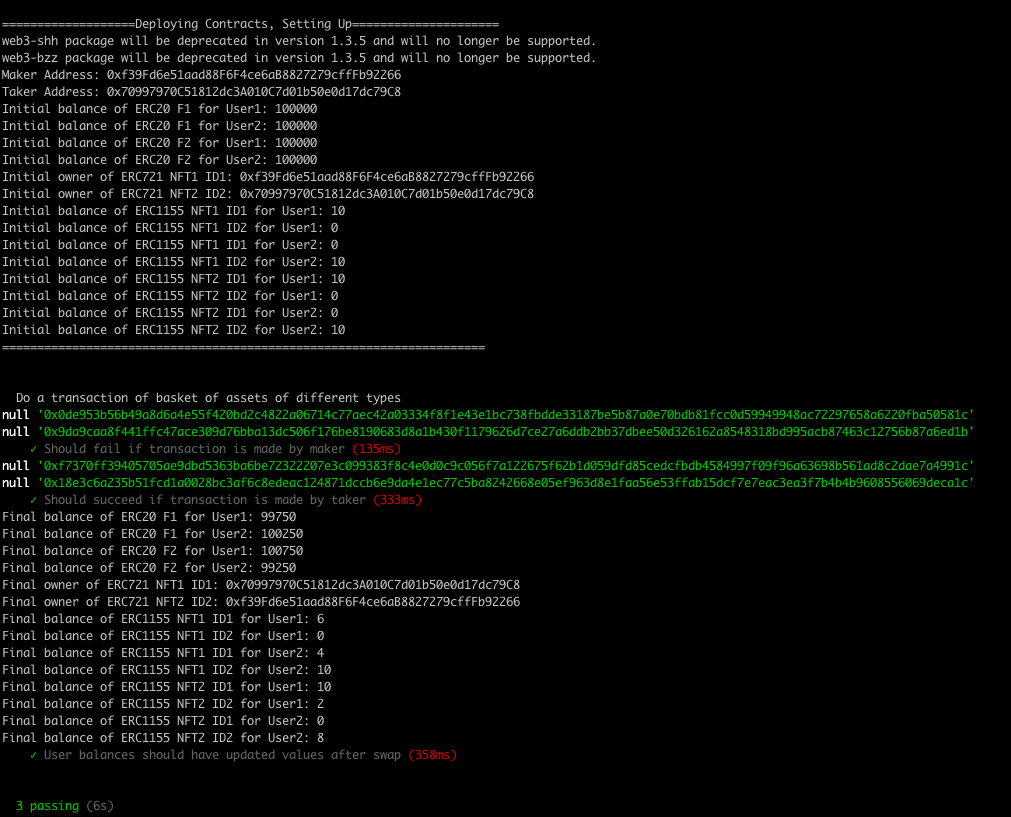 ===================Deploying Contracts, Setting Up=====================
web3-shh package will be deprecated in version 1.3.5 and will no longer be supported.
web3-bzz package will be deprecated in version 1.3.5 and will no longer be supported.
Maker Address: 0xf39Fd6e51aad88F6F4ce6aB8827279cffFb92266
Taker Address: 0x70997970C51812dc3A010C7d01b50e0d17dc79C8
Initial balance of ERC20 F1 for User1: 100000
Initial balance of ERC20 F1 for User2: 100000
Initial balance of ERC20 F2 for User1: 100000
Initial balance of ERC20 F2 for User2: 100000
Initial owner of ERC721 NFT1 ID1: 0xf39Fd6e51aad88F6F4ce6aB8827279cffFb92266
Initial owner of ERC721 NFT2 ID2: 0x70997970C51812dc3A010C7d01b50e0d17dc79C8
Initial balance of ERC1155 NFT1 ID1 for User1: 10
Initial balance of ERC1155 NFT1 ID2 for User1: 0
Initial balance of ERC1155 NFT1 ID1 for User2: 0
Initial balance of ERC1155 NFT1 ID2 for User2: 10
Initial balance of ERC1155 NFT2 ID1 for User1: 10
Initial balance of ERC1155 NFT2 ID2 for User1: 0
Initial balance of ERC1155 NFT2 ID1 for User2: 0
Initial balance of ERC1155 NFT2 ID2 for User2: 10
=====================================================================
Do a transaction of basket of assets of different types
null '0x0de953b56b49a8d6a4e55f420bd2c4822a06714c77aec42a03334f8f1e43e1bc738fbdde33187be5b87a0e70bdb81fcc0d59949948ac72297658a6220fba50581c'
null '0x9da9caa8f441ffc47ace309d76bba13dc506f176be8190683d8a1b430f1179626d7ce27a6ddb2bb37dbee50d326162a8548318bd995acb87463c12756b87a6ed1b'
✓ Should fail if transaction is made by maker (135ms)
null '0xf7370ff39405705ae9dbd5363ba6be72322207e3c099383f8c4e0d0c9c056f7a122675f62b1d059dfd85cedcfbdb4584997f09f96a63698b561ad8c2dae7a4991c'
null '0x18e3c6a235b51fcd1a0028bc3af6c8edeac124871dccb6e9da4e1ec77c5ba8242668e05ef963d8e1faa56e53ffab15dcf7e7eac3ea3f7b4b4b9608556069deca1c'
✓ Should succeed if transaction is made by taker (333ms)
Final balance of ERC20 F1 for User1: 99750
Final balance of ERC20 F1 for User2: 100250
Final balance of ERC20 F2 for User1: 100750
Final balance of ERC20 F2 for User2: 99250
Final owner of ERC721 NFT1 ID1: 0x70997970C51812dc3A010C7d01b50e0d17dc79C8
Final owner of ERC721 NFT2 ID2: 0xf39Fd6e51aad88F6F4ce6aB8827279cffFb92266
Final balance of ERC1155 NFT1 ID1 for User1: 6
Final balance of ERC1155 NFT1 ID2 for User1: 0
Final balance of ERC1155 NFT1 ID1 for User2: 4
Final balance of ERC1155 NFT1 ID2 for User2: 10
Final balance of ERC1155 NFT2 ID1 for User1: 10
Final balance of ERC1155 NFT2 ID2 for User1: 2
Final balance of ERC1155 NFT2 ID1 for User2: 0
Final balance of ERC1155 NFT2 ID2 for User2: 8
✓ User balances should have updated values after swap (358ms)
3 passing (6s)